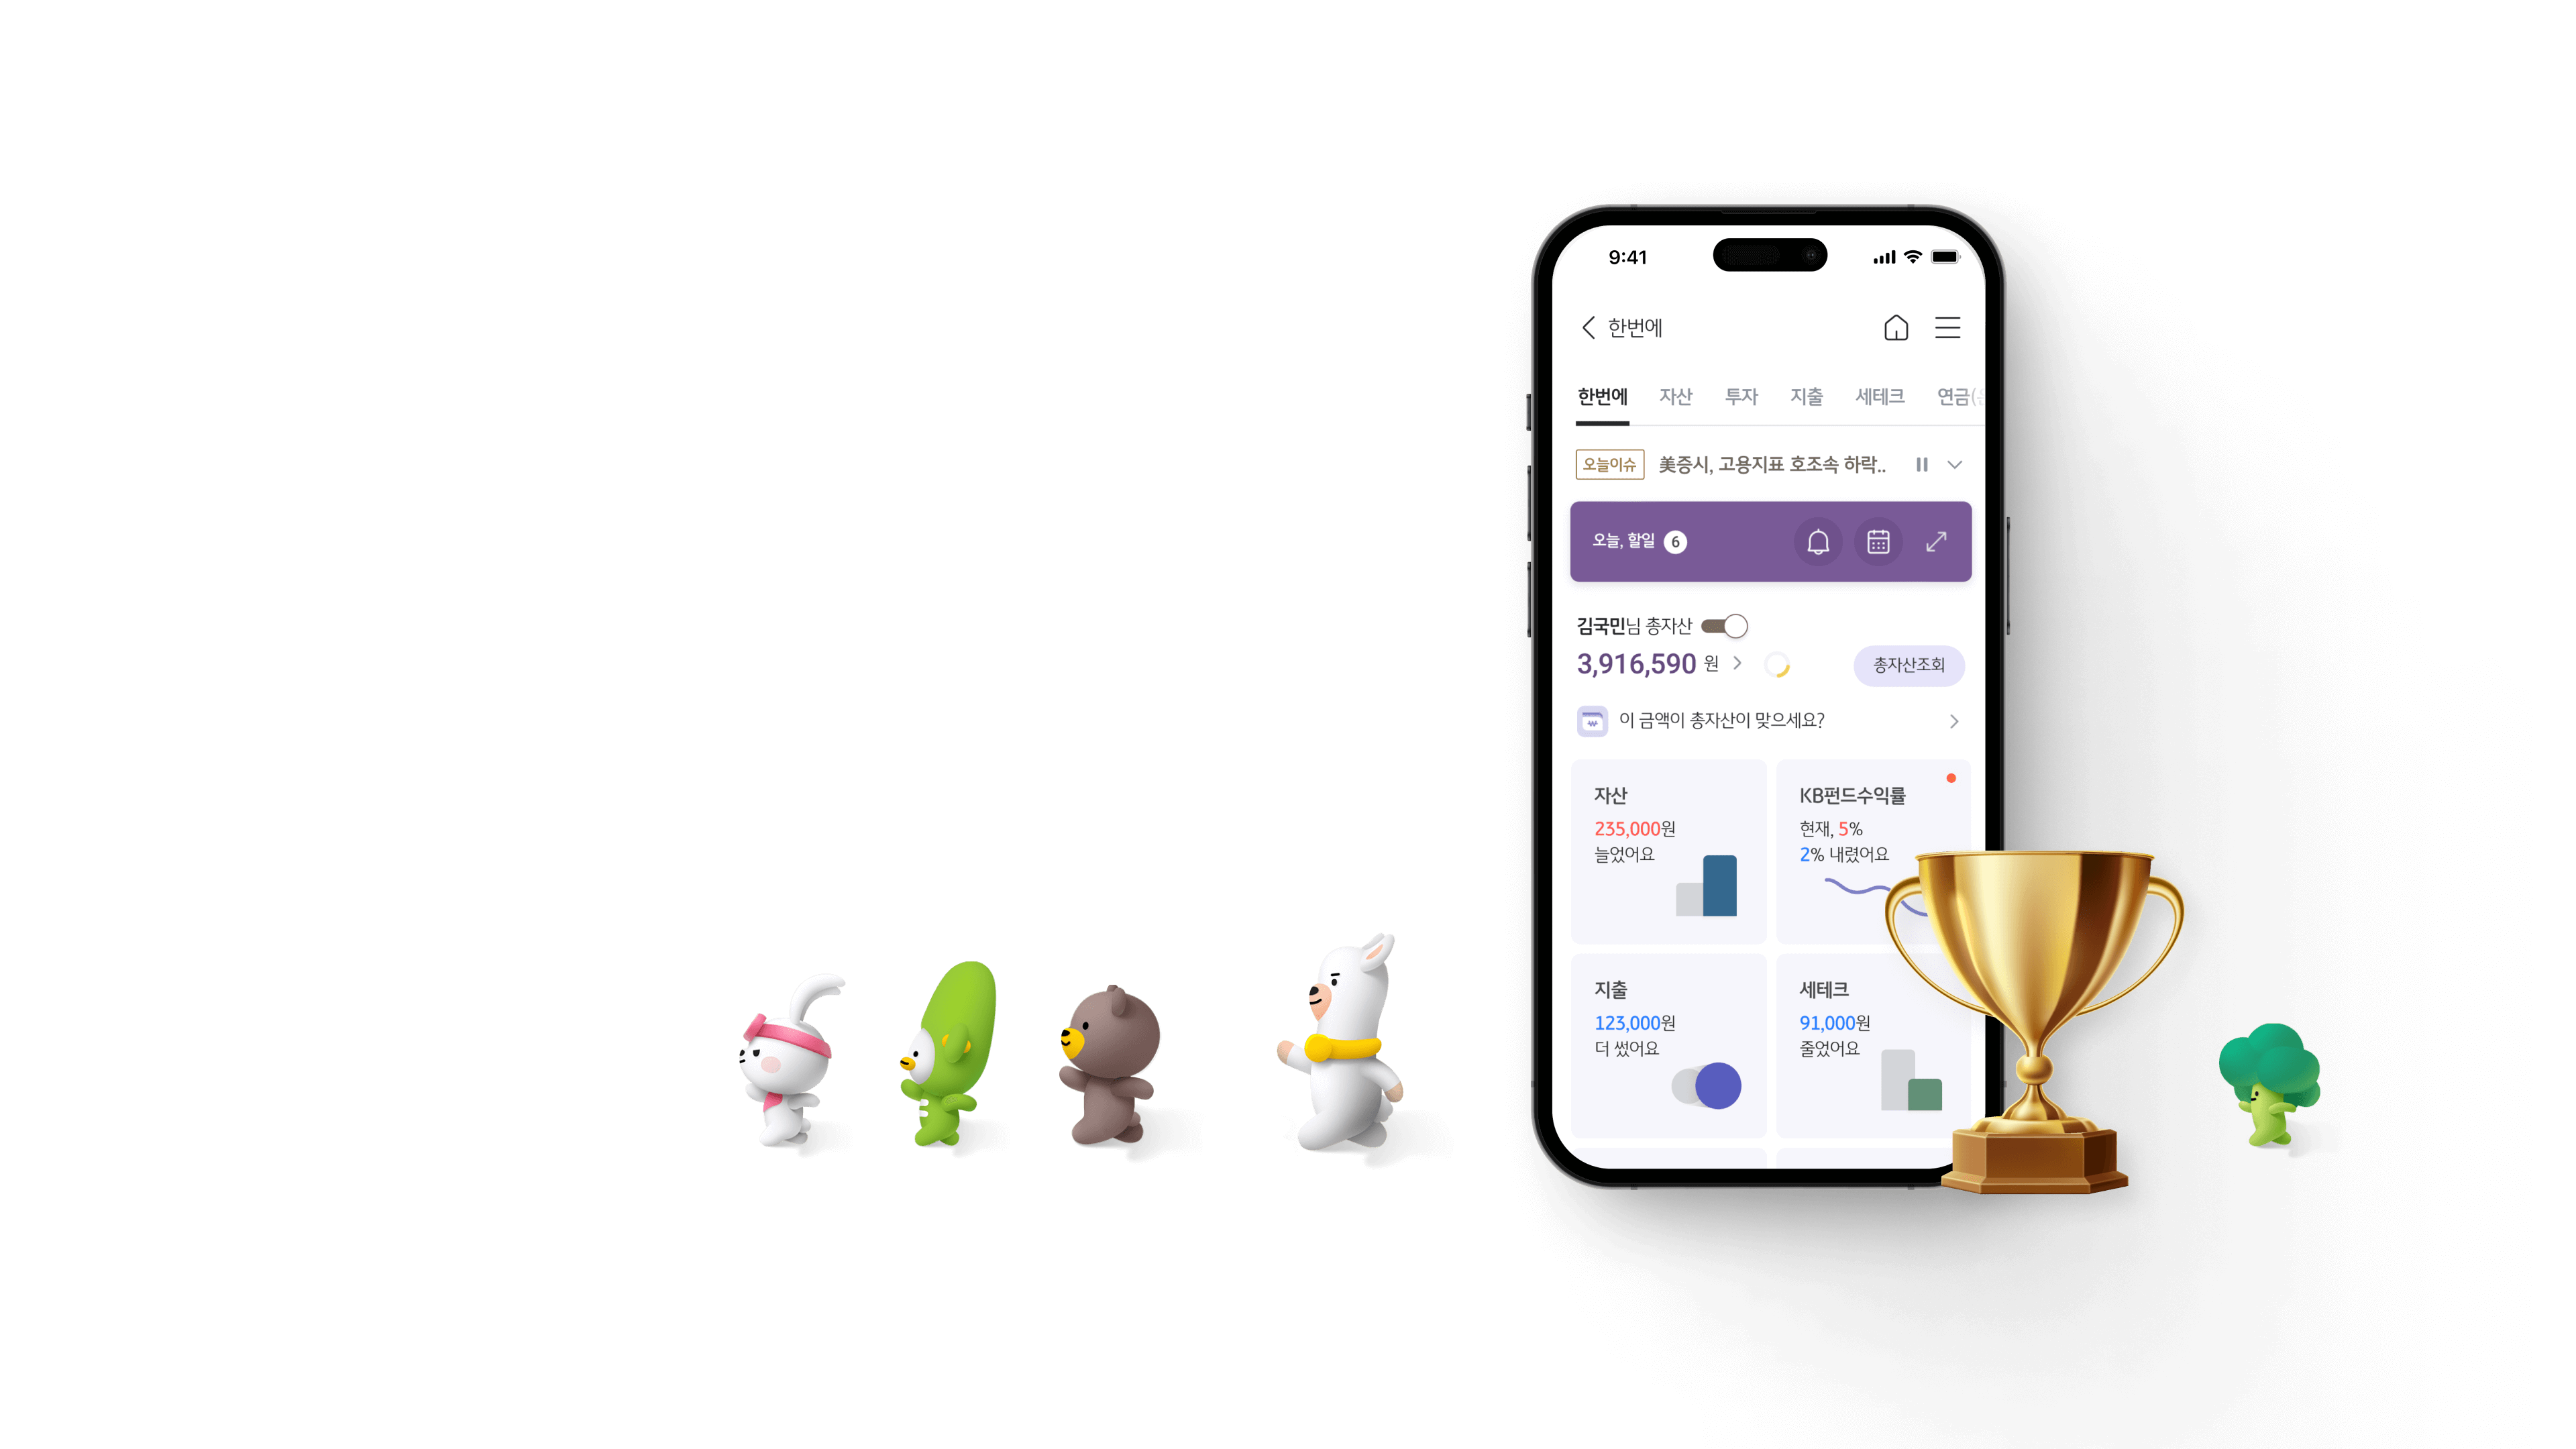 9:41
한번에
한번에 자산 투자 지출 세테크 연금(
오늘이슈 美증시, 고용지표 호조속 하락..
오늘, 할일 6
김국민님 총자산
3,916,590 원 총자산조회
이 금액이 총자산이 맞으세요?
자산
235,000원
늘었어요
KB펀드수익률
현재, 5%
2% 내렸어요
지출
123,000원
더 썼어요
세테크
91,000원
줄었어요